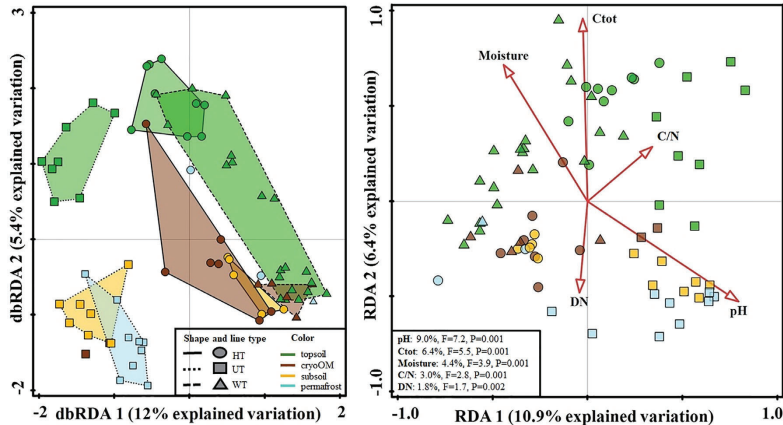 3
dbRDA 2 (5.4% explained variation)
-2
-2
dbRDA 1 (12% explained variation)
2
Shape and line type
Color
HT
UT
WT
topsoil
cryoOM
subsoil
permafrost
1.0
RDA 2 (6.4% explained variation)
-1.0
-1.0
RDA 1 (10.9% explained variation)
1.0
Ctot
Moisture
C/N
DN
pH
pH: 9.0%, F=7.2, P=0.001
Ctot: 6.4%, F=5.5, P=0.001
Moisture: 4.4%, F=3.9, P=0.001
C/N: 3.0%, F=2.8, P=0.001
DN: 1.8%, F=1.7, P=0.002